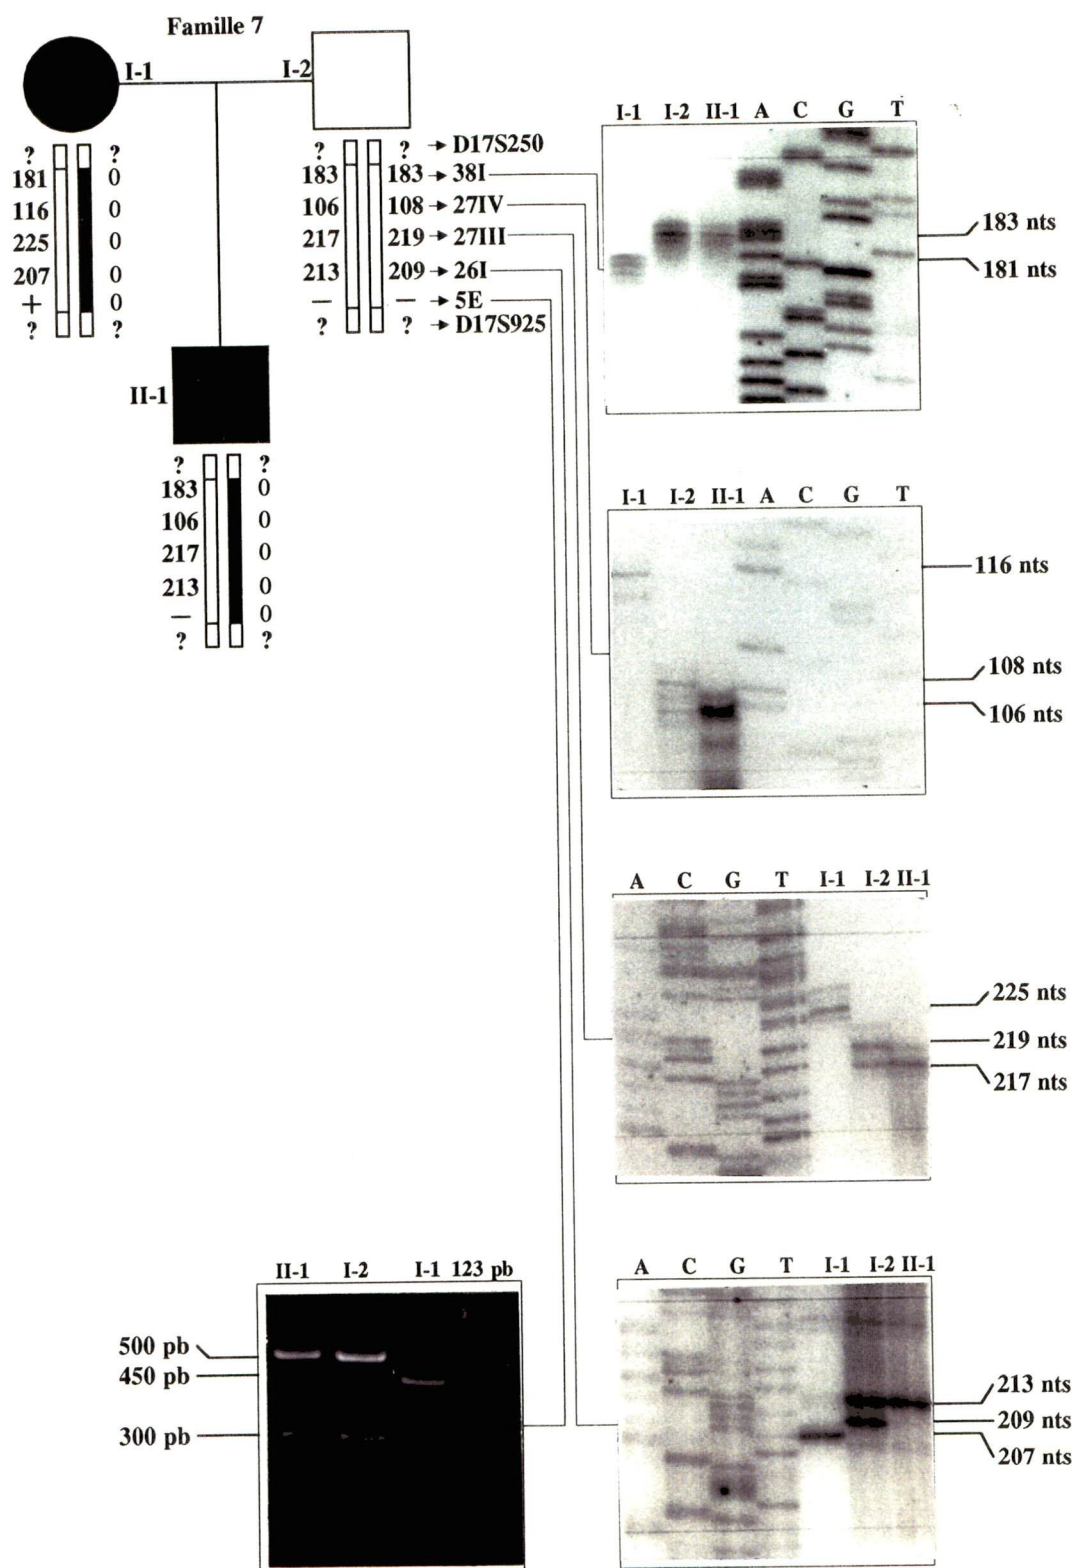 Famille 7
I-1
I-2
? ?
181 0
116 0
225 0
207 0
+ 0
? ?
? ? → D17S250
183 183 → 38I
106 108 → 27IV
217 219 → 27III
213 209 → 26I
— — → 5E
? ? → D17S925
II-1
? ?
183 0
106 0
217 0
213 0
— 0
? ?
I-1 I-2 II-1 A C G T
183 nts
181 nts
I-1 I-2 II-1 A C G T
116 nts
108 nts
106 nts
A C G T I-1 I-2 II-1
225 nts
219 nts
217 nts
A C G T I-1 I-2 II-1
213 nts
209 nts
207 nts
II-1 I-2 I-1 123 pb
500 pb
450 pb
300 pb